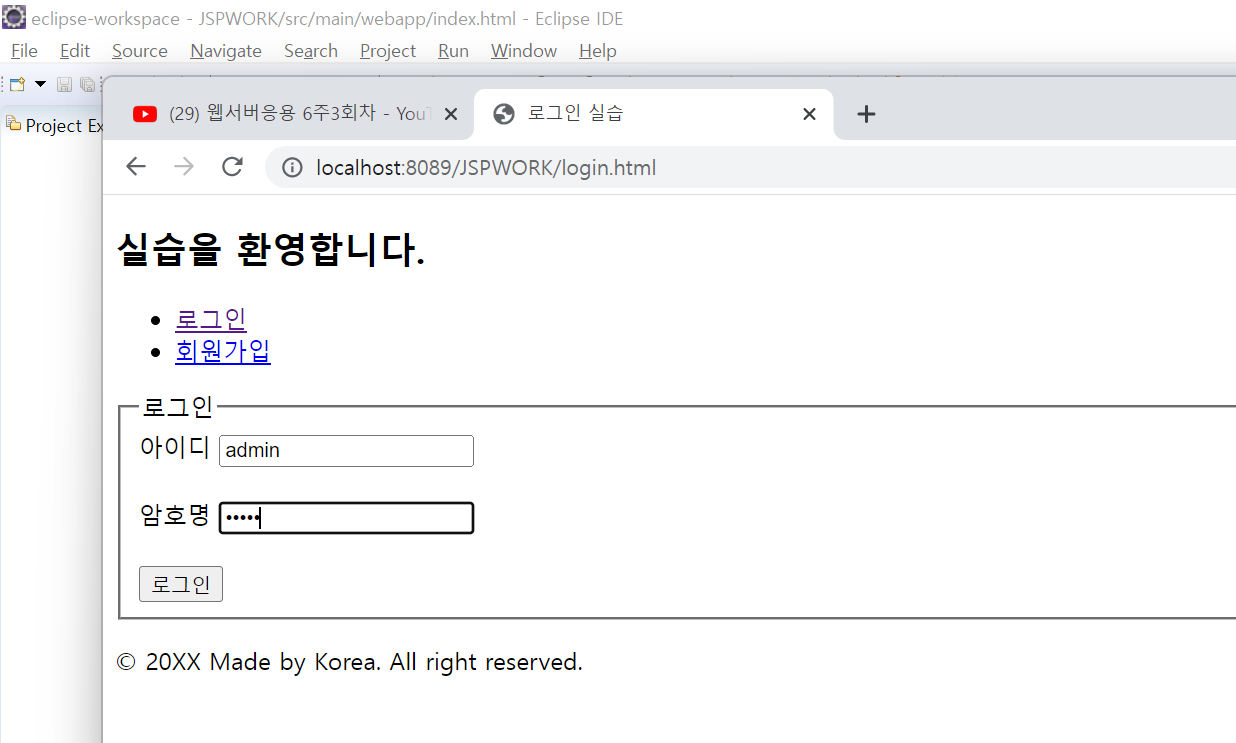 eclipse-workspace - JSPWORK/src/main/webapp/index.html - Eclipse IDE
File Edit Source Navigate Search Project Run Window Help
Project Ex
(29) 웹서버응용 6주3회차 - YouT
로그인 실습
localhost:8089/JSPWORK/login.html
실습을 환영합니다.
로그인
회원가입
로그인
아이디 admin
암호명 •••••
로그인
© 20XX Made by Korea. All right reserved.